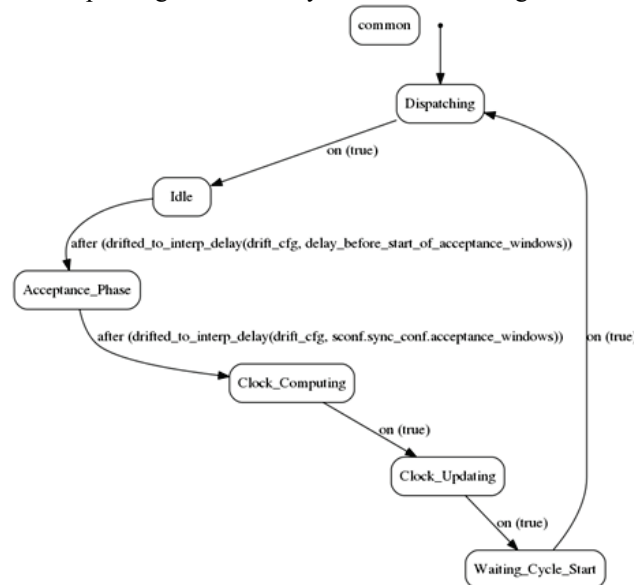 common
Dispatching
on (true)
Idle
after (drifted_to_interp_delay(drift_cfg, delay_before_start_of_acceptance_windows))
Acceptance_Phase
after (drifted_to_interp_delay(drift_cfg, sconf.sync_conf.acceptance_windows))
on (true)
Clock_Computing
on (true)
Clock_Updating
on (true)
Waiting_Cycle_Start